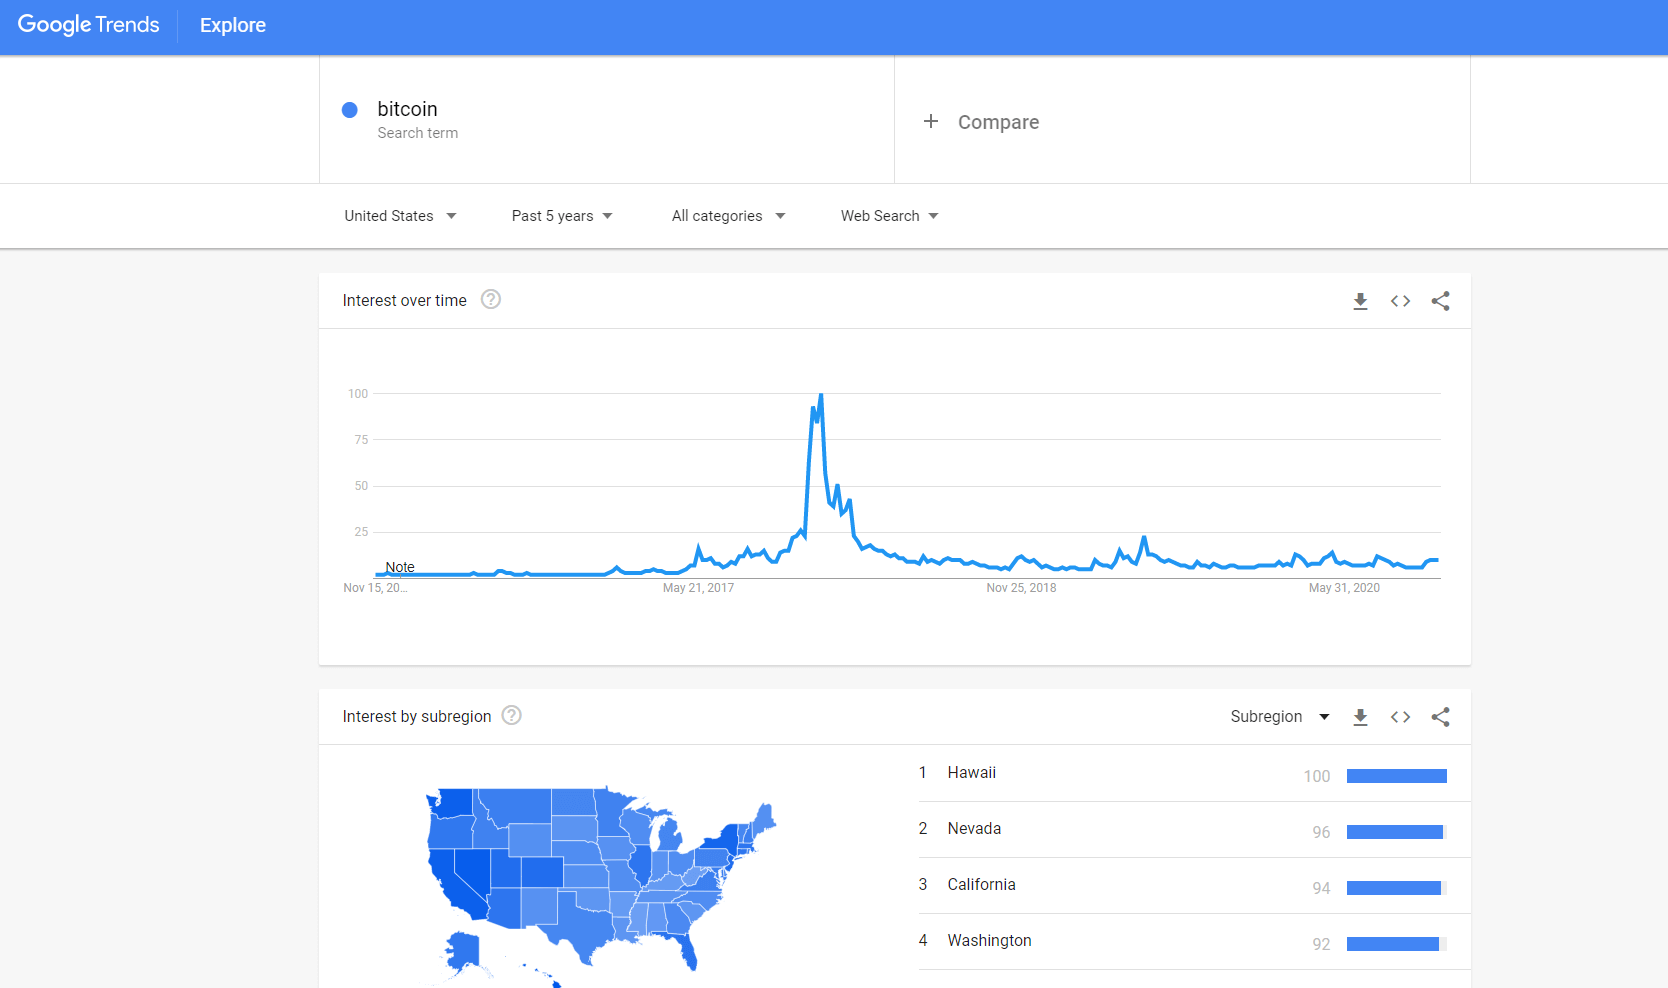 Google Trends Explore
bitcoin
Search term
+ Compare
United States Past 5 years All categories Web Search
Interest over time ?
100
75
50
25
Note
Nov 15, 20... May 21, 2017 Nov 25, 2018 May 31, 2020
Interest by subregion ? Subregion
1 Hawaii 100
2 Nevada 96
3 California 94
4 Washington 92